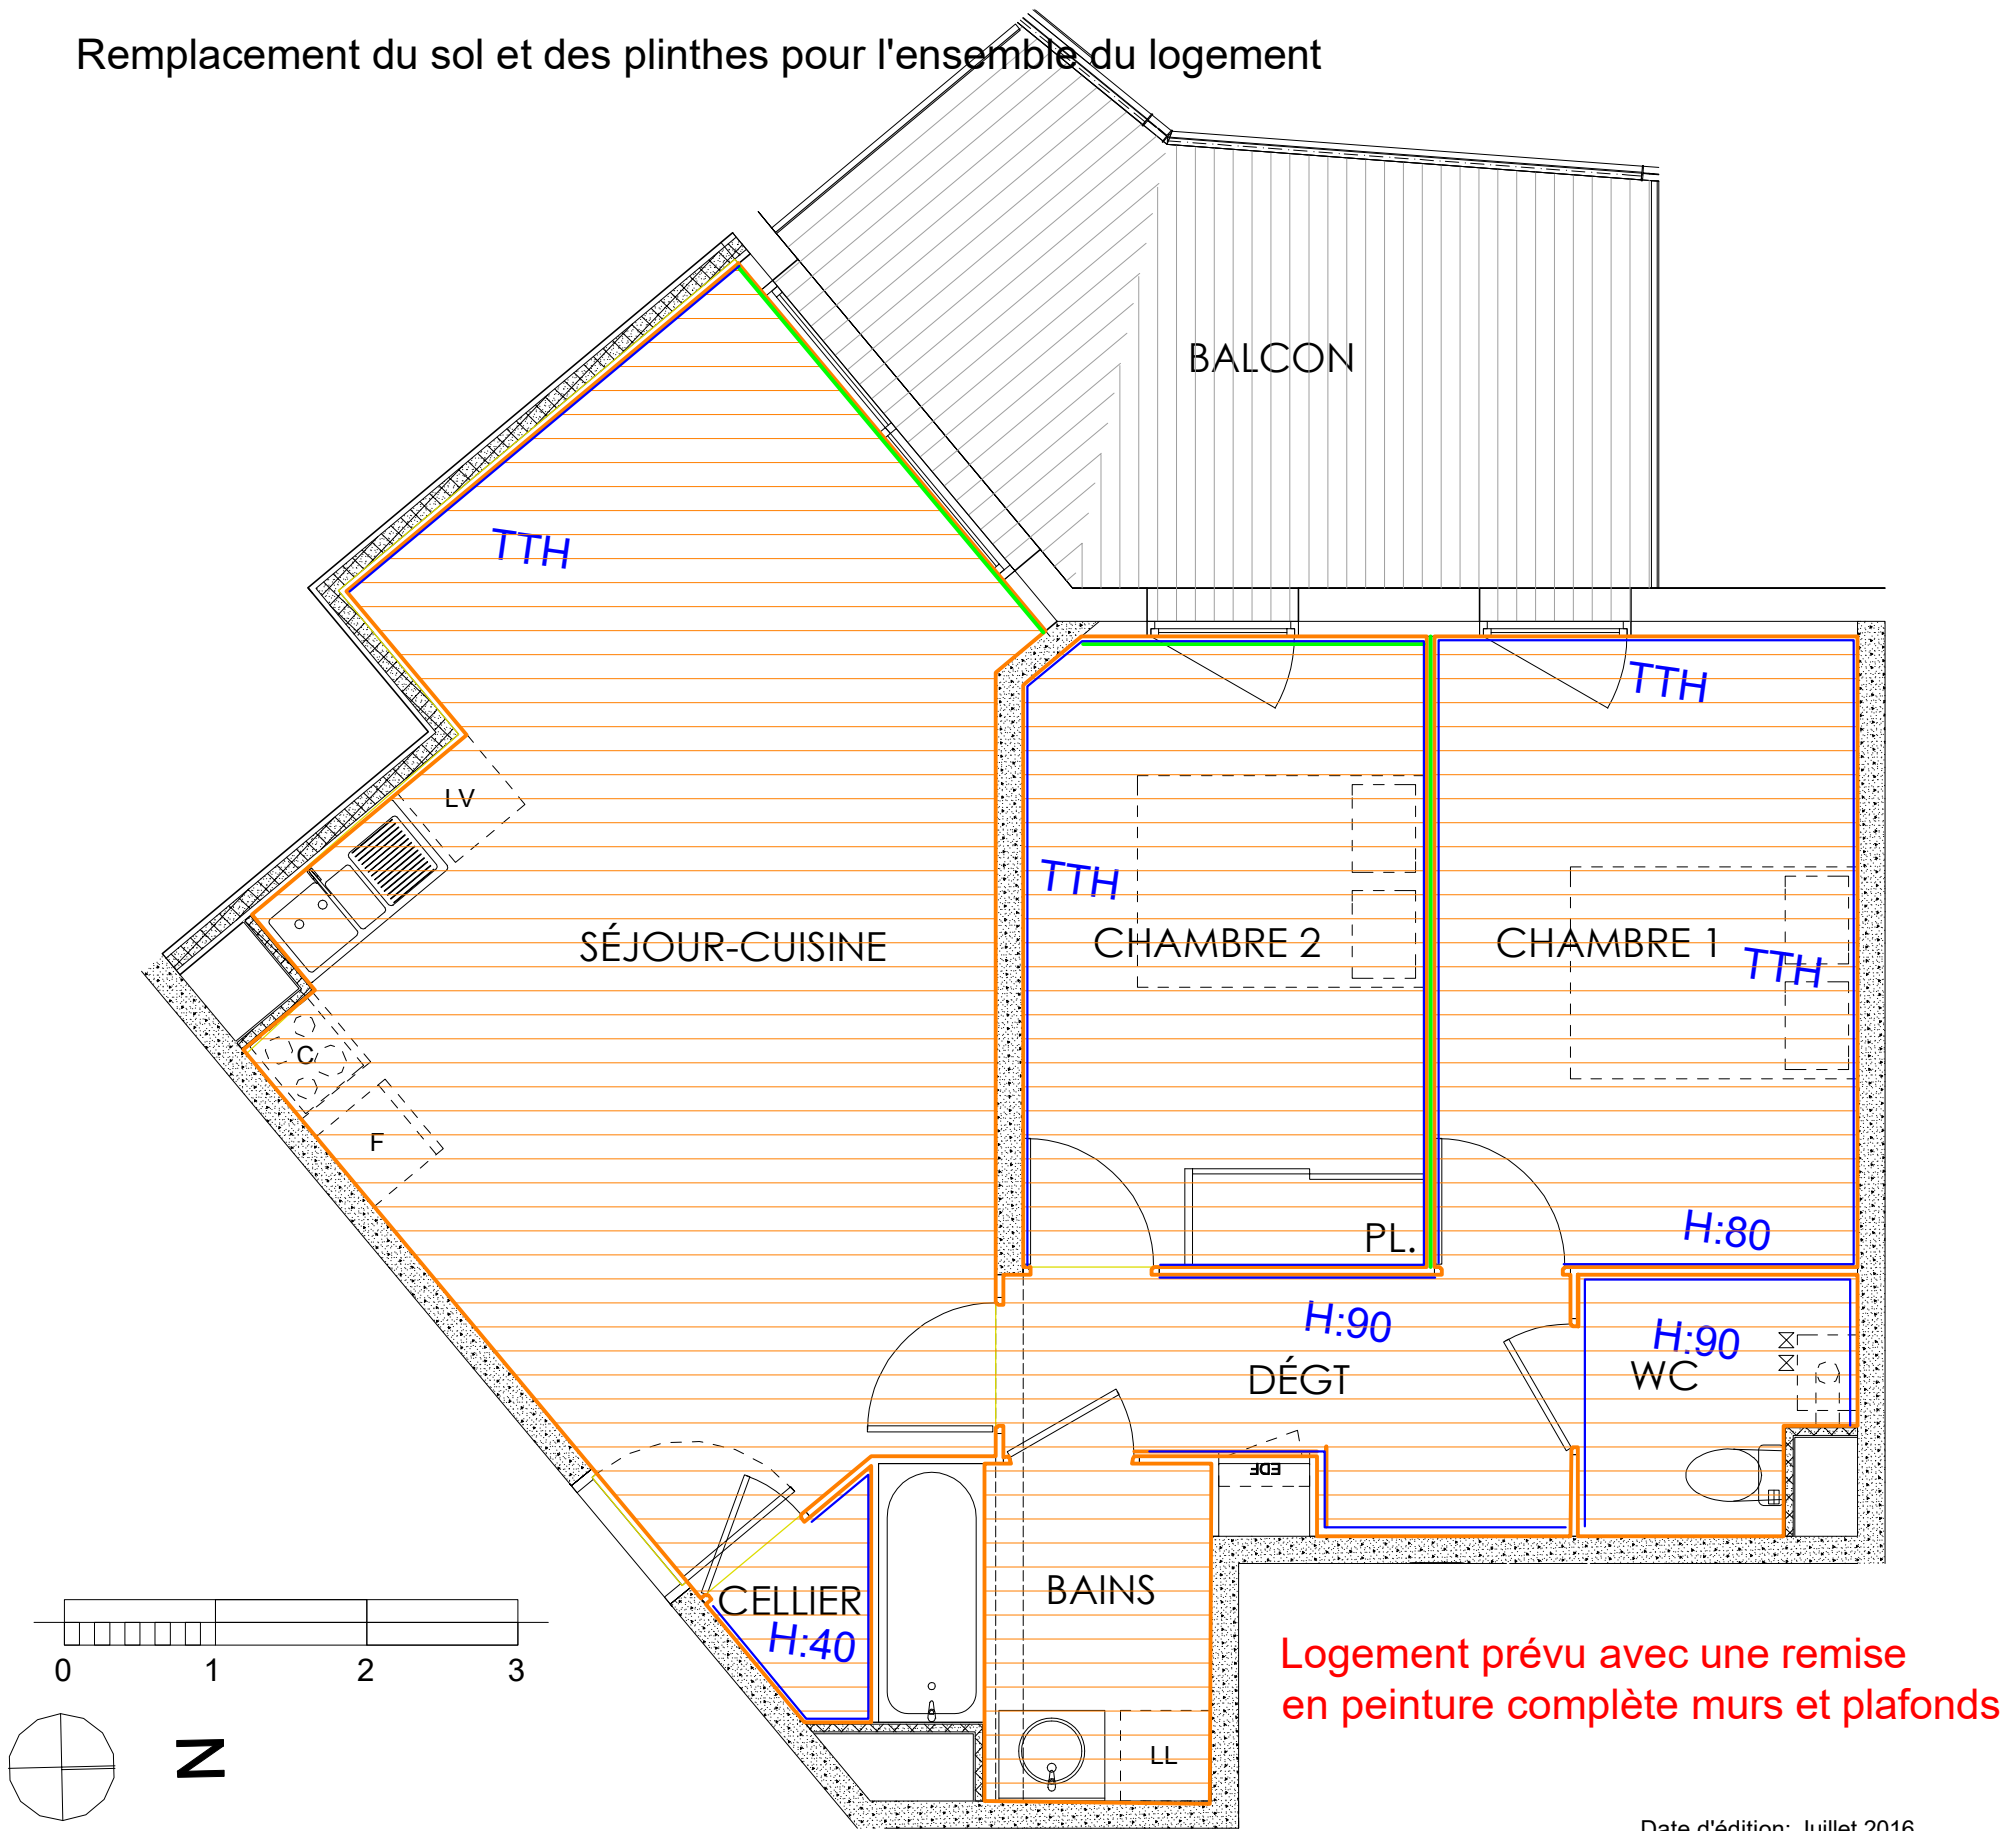 Remplacement du sol et des plinthes pour l'ensemble du logement
BALCON
TTH
TTH
LV
TTH
SÉJOUR-CUISINE
CHAMBRE 2
CHAMBRE 1
TTH
C
F
PL.
H:80
H:90
H:90
DÉGT
WC
EDF
CELLIER
BAINS
H:40
0 1 2 3
Logement prévu avec une remise
en peinture complète murs et plafonds
N
LL
Date d'édition: Juillet 2016